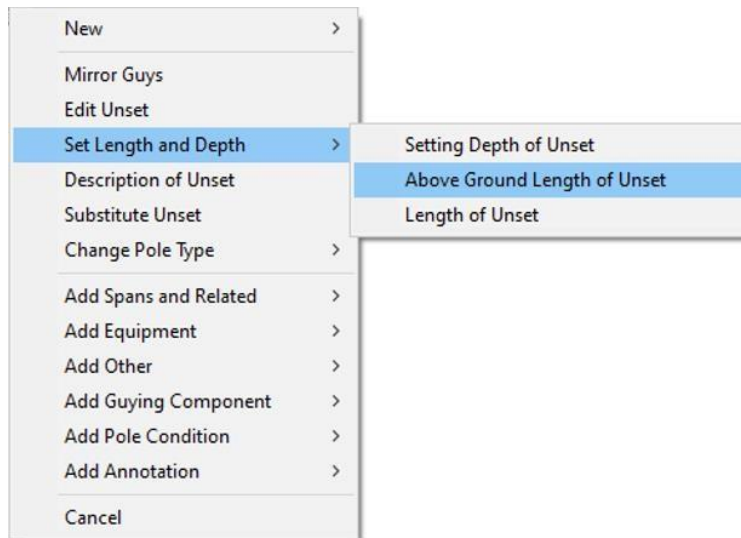 New
Mirror Guys
Edit Unset
Set Length and Depth
Description of Unset
Substitute Unset
Change Pole Type
Add Spans and Related
Add Equipment
Add Other
Add Guying Component
Add Pole Condition
Add Annotation
Cancel
Setting Depth of Unset
Above Ground Length of Unset
Length of Unset